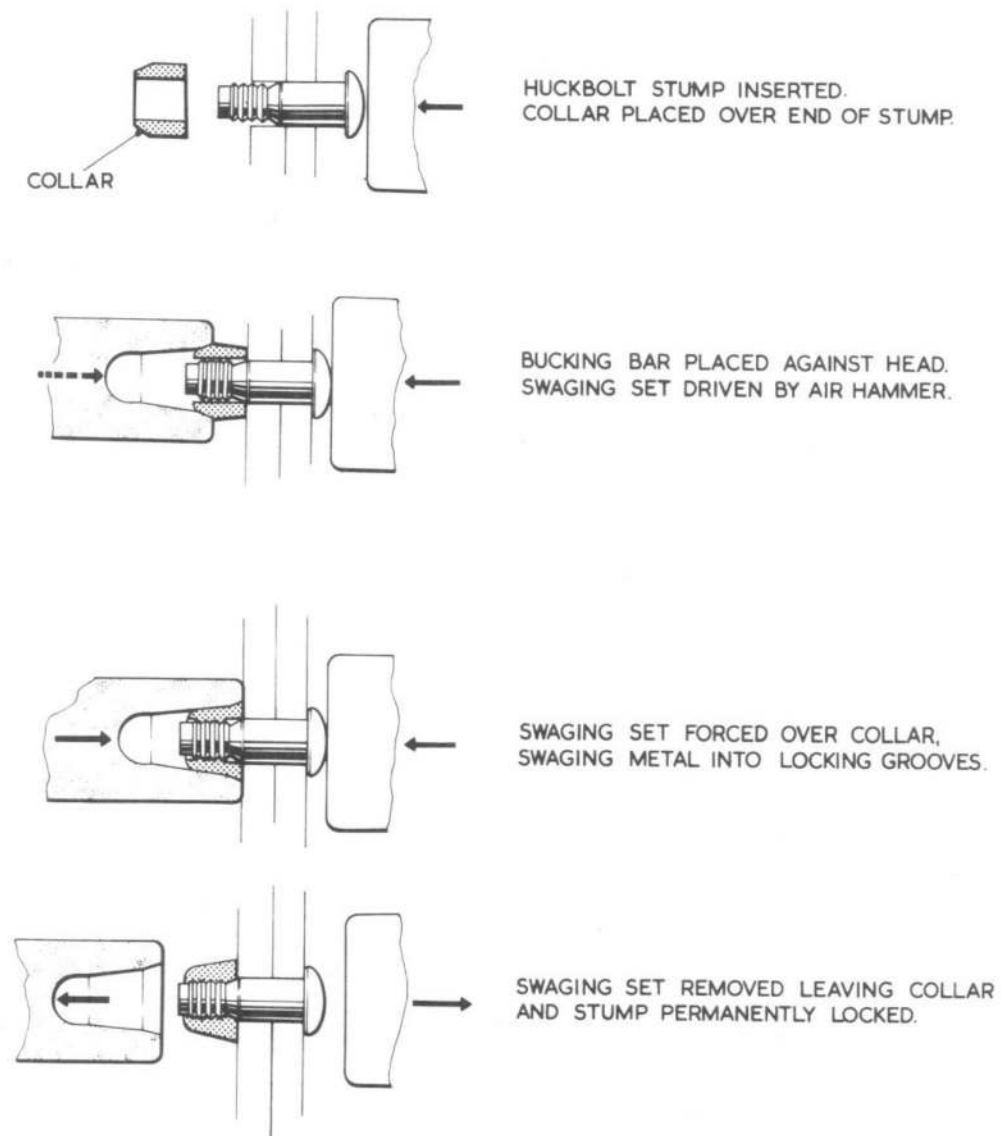 HUCKBOLT STUMP INSERTED.
COLLAR PLACED OVER END OF STUMP.
COLLAR
BUCKING BAR PLACED AGAINST HEAD.
SWAGING SET DRIVEN BY AIR HAMMER.
SWAGING SET FORCED OVER COLLAR,
SWAGING METAL INTO LOCKING GROOVES.
SWAGING SET REMOVED LEAVING COLLAR
AND STUMP PERMANENTLY LOCKED.